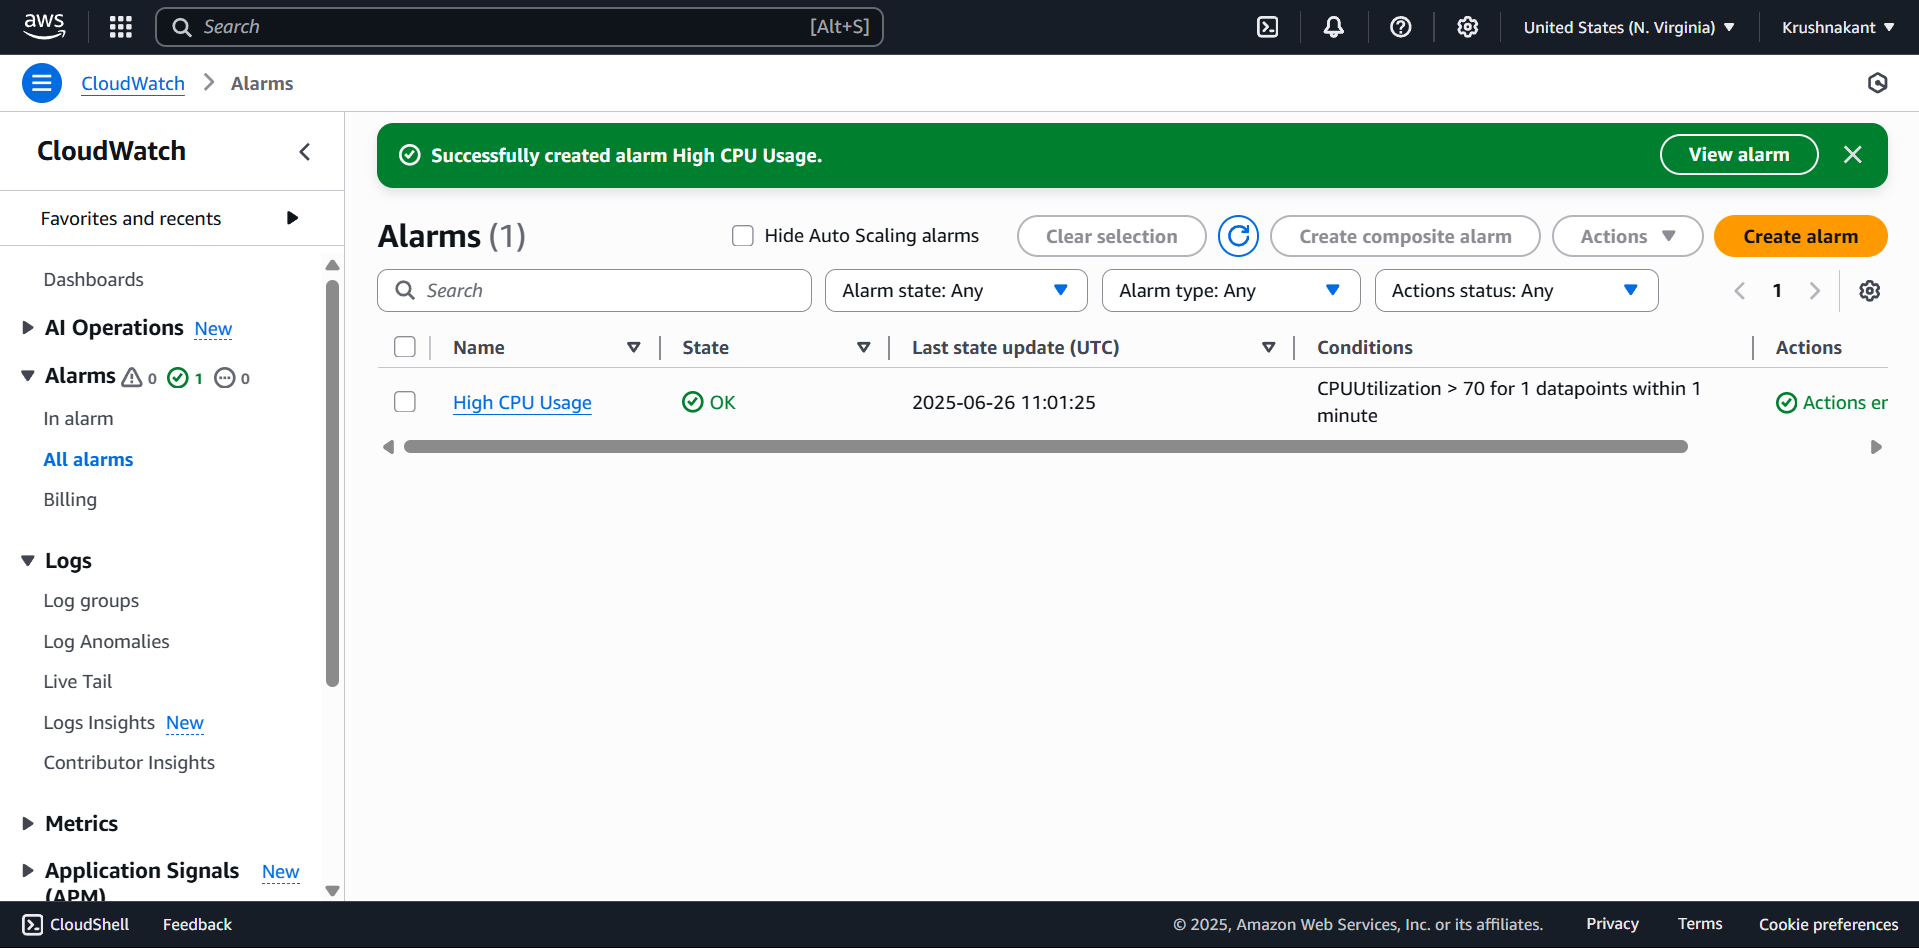 aws
Search [Alt+S]
United States (N. Virginia)
Krushnakant
CloudWatch Alarms
CloudWatch
Favorites and recents
Dashboards
AI Operations New
Alarms 0 1 0
In alarm
All alarms
Billing
Logs
Log groups
Log Anomalies
Live Tail
Logs Insights New
Contributor Insights
Metrics
Application Signals New
(APM)
Successfully created alarm High CPU Usage.
View alarm
Alarms (1)
Hide Auto Scaling alarms
Clear selection
Create composite alarm
Actions
Create alarm
Search
Alarm state: Any
Alarm type: Any
Actions status: Any
1
Name State Last state update (UTC) Conditions Actions
High CPU Usage OK 2025-06-26 11:01:25 CPUUtilization > 70 for 1 datapoints within 1
minute
Actions er
CloudShell Feedback
© 2025, Amazon Web Services, Inc. or its affiliates. Privacy Terms Cookie preferences